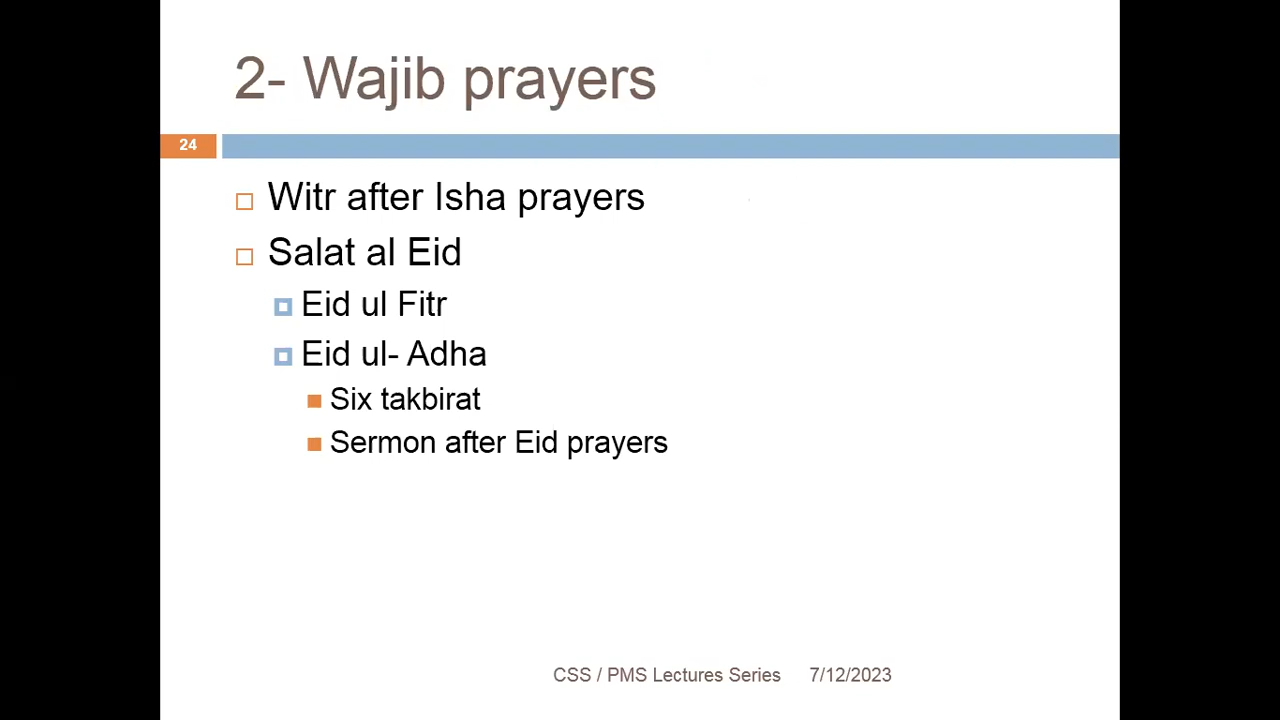 2- Wajib prayers
24
Witr after Isha prayers
Salat al Eid
Eid ul Fitr
Eid ul- Adha
Six takbirat
Sermon after Eid prayers
CSS / PMS Lectures Series 7/12/2023